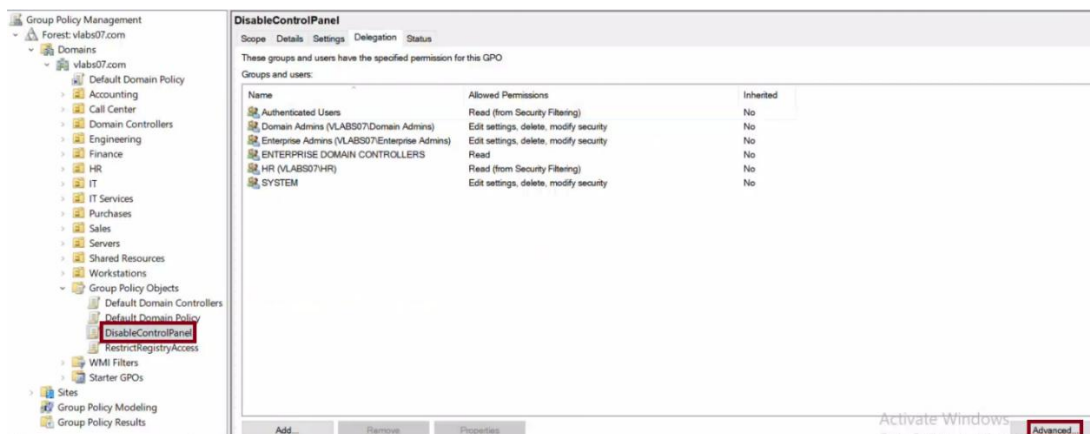 Group Policy Management
Forest: vlabs07.com
Domains
vlabs07.com
Default Domain Policy
Accounting
Call Center
Domain Controllers
Engineering
Finance
HR
IT
IT Services
Purchases
Sales
Servers
Shared Resources
Workstations
Group Policy Objects
Default Domain Controllers
Default Domain Policy
DisableControlPanel
RestrictRegistryAccess
WMI Filters
Starter GPOs
Sites
Group Policy Modeling
Group Policy Results
DisableControlPanel
Scope Details Settings Delegation Status
These groups and users have the specified permission for this GPO
Groups and users:
Name Allowed Permissions Inherited
Authenticated Users Read (from Security Filtering) No
Domain Admins (VLABS07\Domain Admins) Edit settings, delete, modify security No
Enterprise Admins (VLABS07\Enterprise Admins) Edit settings, delete, modify security No
ENTERPRISE DOMAIN CONTROLLERS Read No
HR (VLABS07\HR) Read (from Security Filtering) No
SYSTEM Edit settings, delete, modify security No
Activate Windows
Add... Remove Properties Advanced...